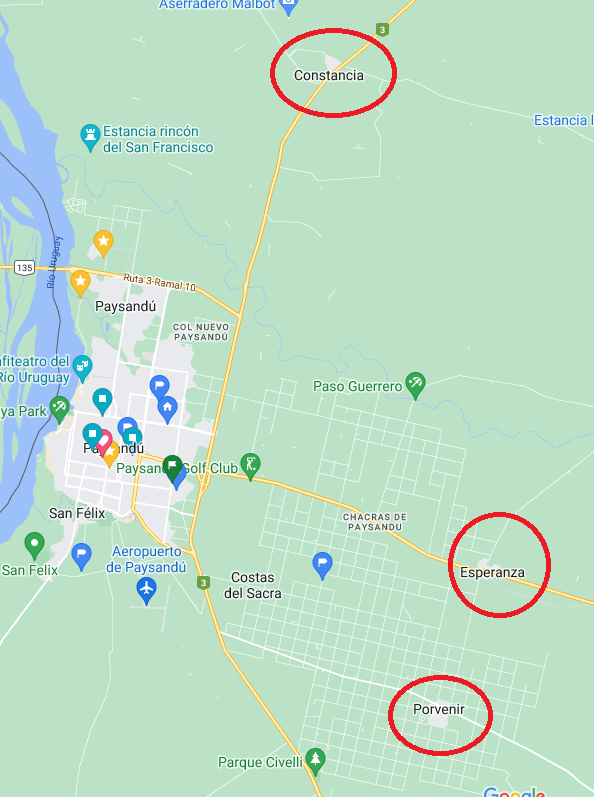 Aserradero Malbot
3
Constancia
Estancia rincón
del San Francisco
Estancia
135
Río Uruguay
Ruta 3-Ramal 10
Paysandú
COL NUEVO
PAYSANDÚ
nfiteatro del
Río Uruguay
Paso Guerrero
ya Park
Paysandú
Paysandú Golf Club
San Félix
CHACRAS DE
PAYSANDU
Aeropuerto
de Paysandú
San Felix
Costas
del Sacra
Esperanza
3
Porvenir
Parque Civelli
Google